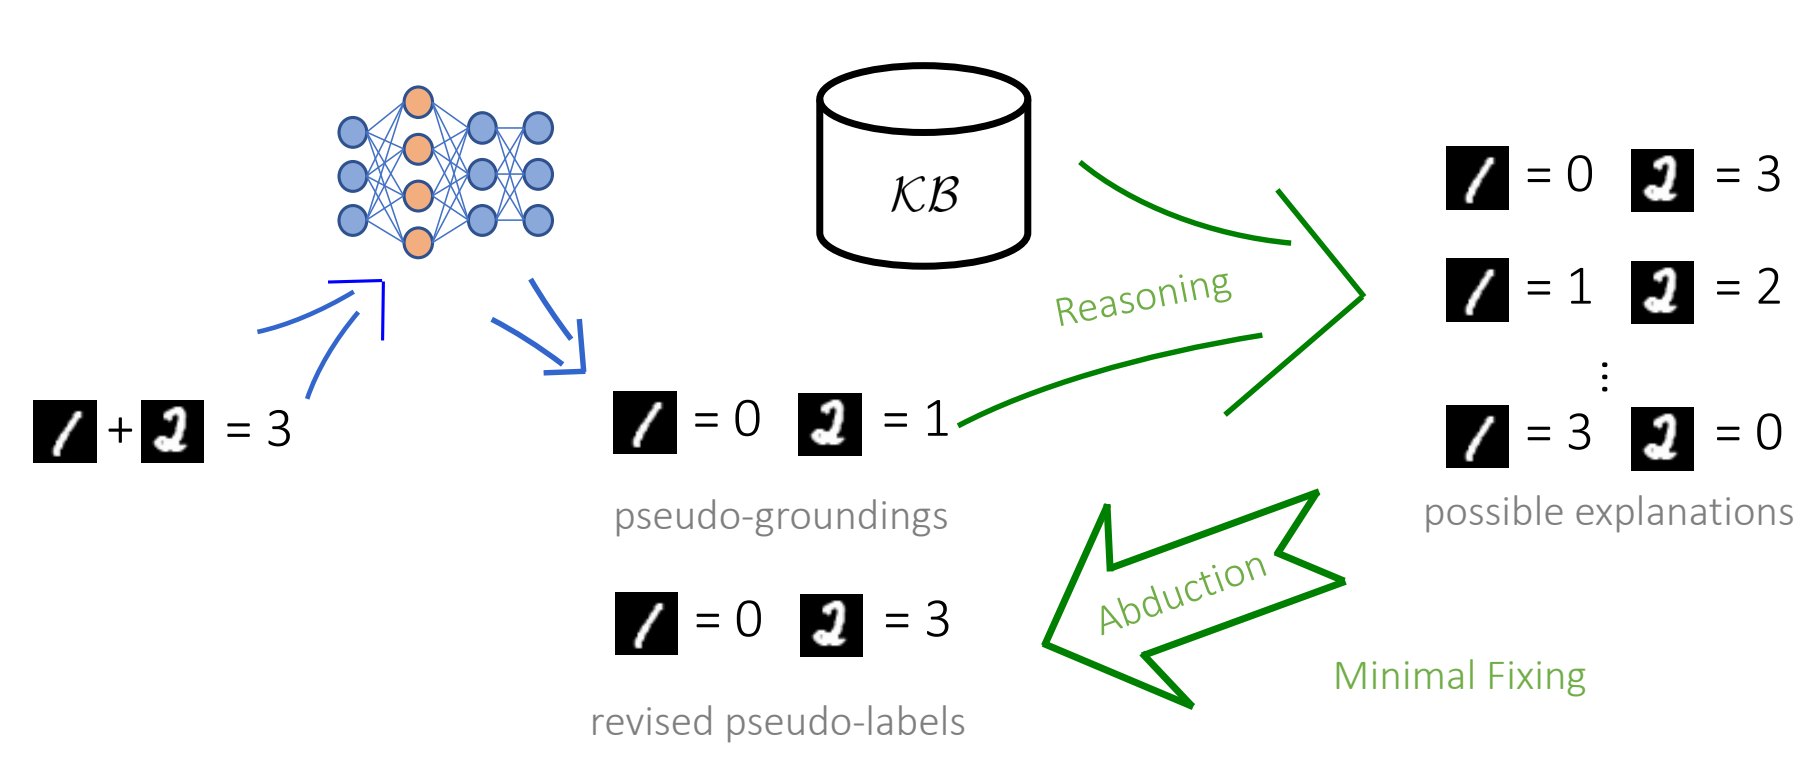 KB
= 0 = 3
= 1 = 2
⋮
= 3 = 0
possible explanations
Reasoning
+ = 3
= 0 = 1
pseudo-groundings
Abduction
= 0 = 3
revised pseudo-labels
Minimal Fixing